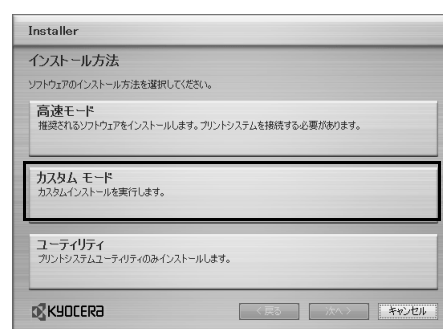 Installer
インストール方法
ソフトウェアのインストール方法を選択してください。
高速モード
推奨されるソフトウェアをインストールします。プリントシステムを接続する必要があります。
カスタム モード
カスタムインストールを実行します。
ユーティリティ
プリントシステムユーティリティのみインストールします。
KYOCERA < 戻る 次へ > キャンセル